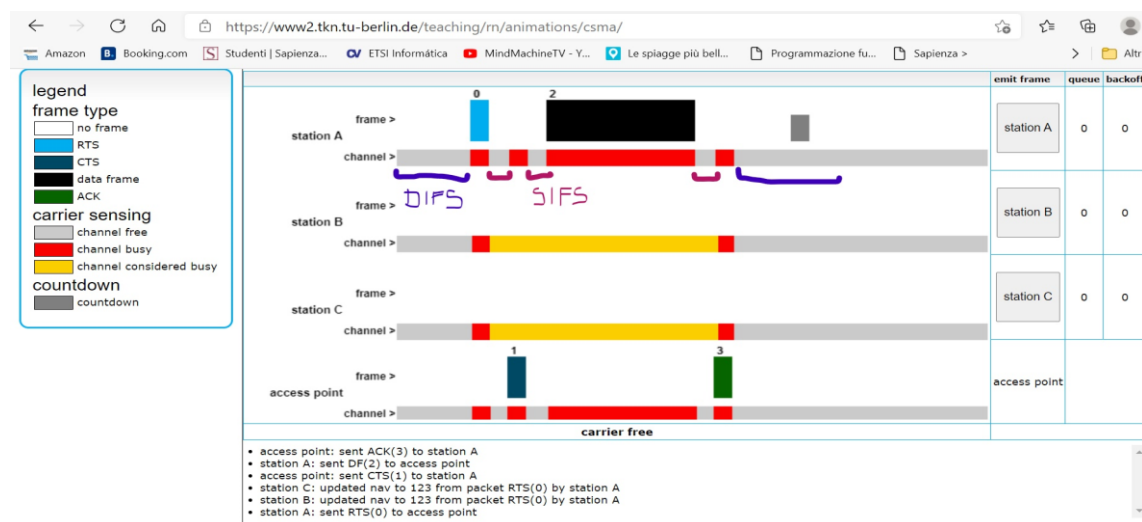 https://www2.tkn.tu-berlin.de/teaching/rn/animations/csma/
Amazon B. Booking.com S Studenti | Sapienza... CV ETSI Informática MindMachineTV - Y... Le spiagge più bell... Programmazione fu... Sapienza > Altr
legend
frame type
no frame
RTS
CTS
data frame
ACK
carrier sensing
channel free
channel busy
channel considered busy
countdown
countdown
emit frame queue backoff
0 2
frame >
station A
channel >
station A 0 0
DIFS SIFS
frame >
station B
channel >
station B 0 0
frame >
station C
channel >
station C 0 0
1 3
frame >
access point
channel >
access point
carrier free
• access point: sent ACK(3) to station A
• station A: sent DF(2) to access point
• access point: sent CTS(1) to station A
• station C: updated nav to 123 from packet RTS(0) by station A
• station B: updated nav to 123 from packet RTS(0) by station A
• station A: sent RTS(0) to access point